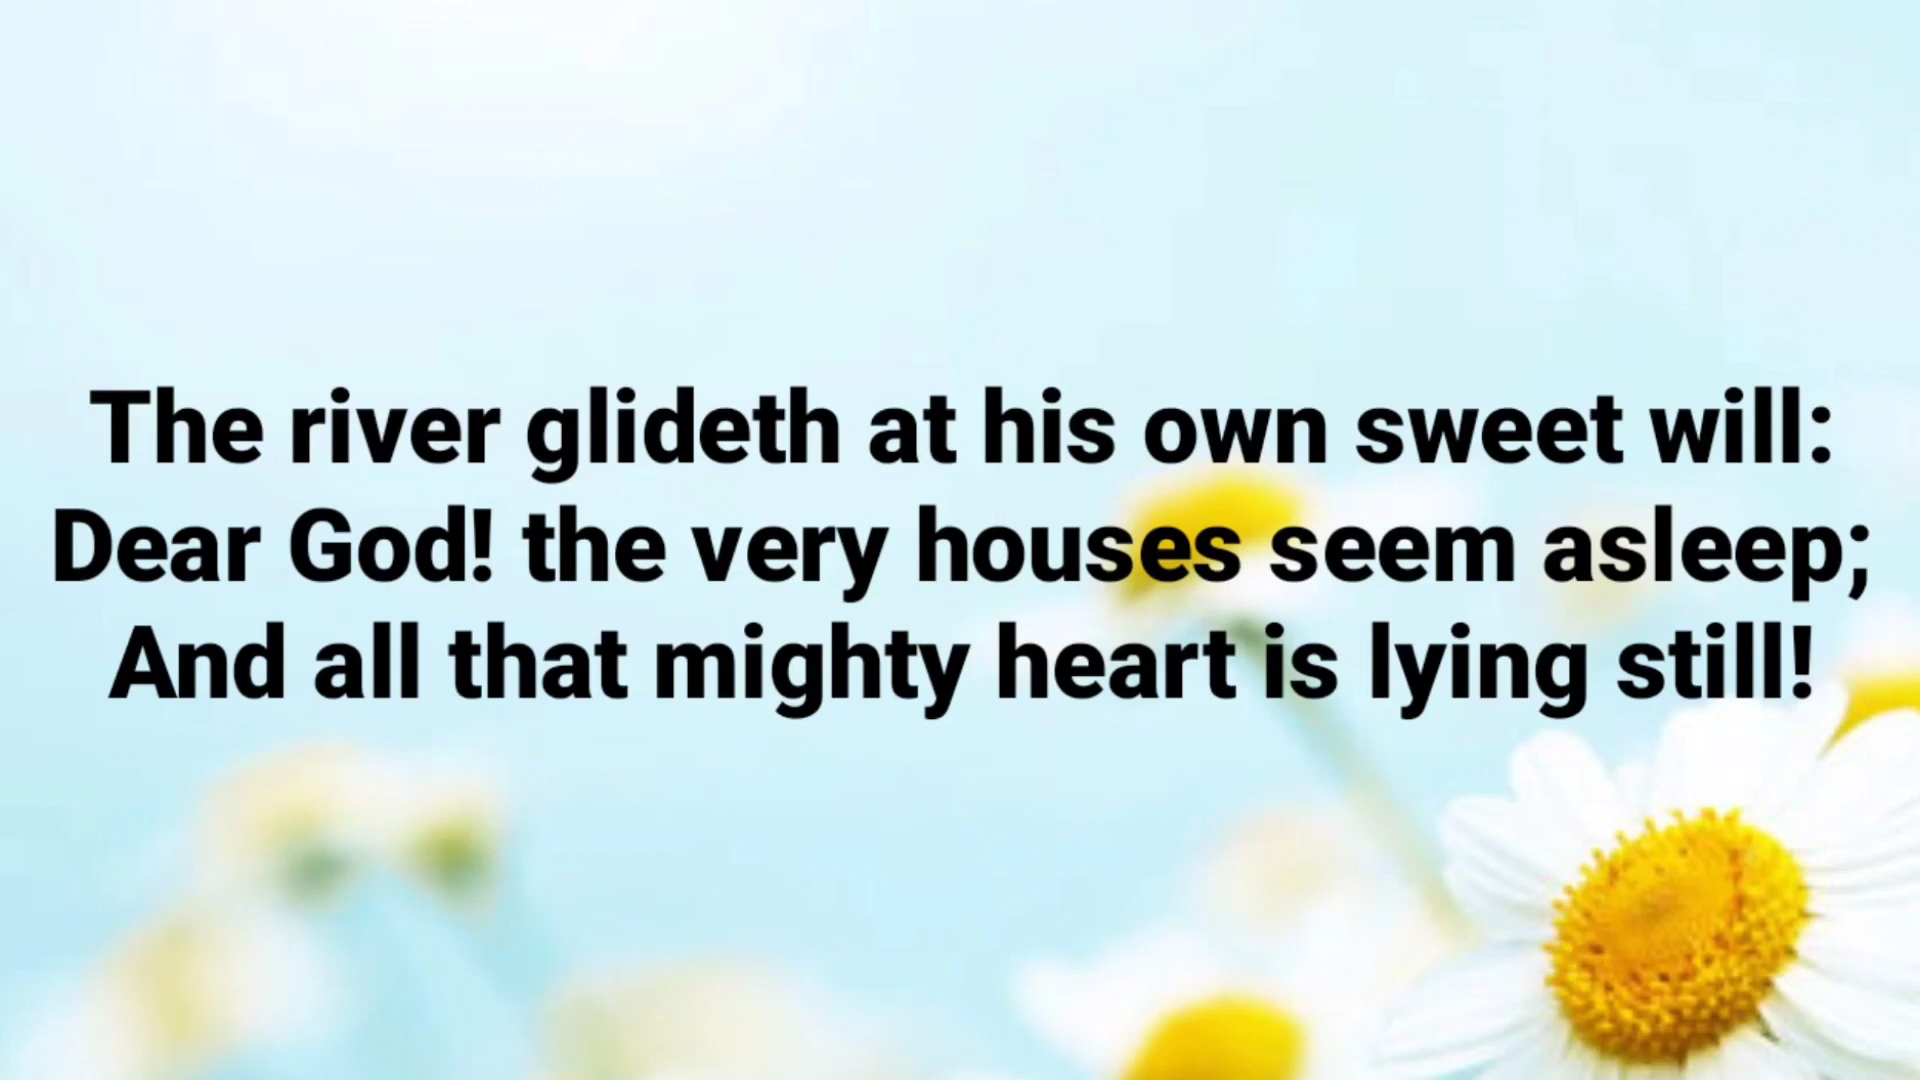 The river glideth at his own sweet will:
Dear God! the very houses seem asleep;
And all that mighty heart is lying still!